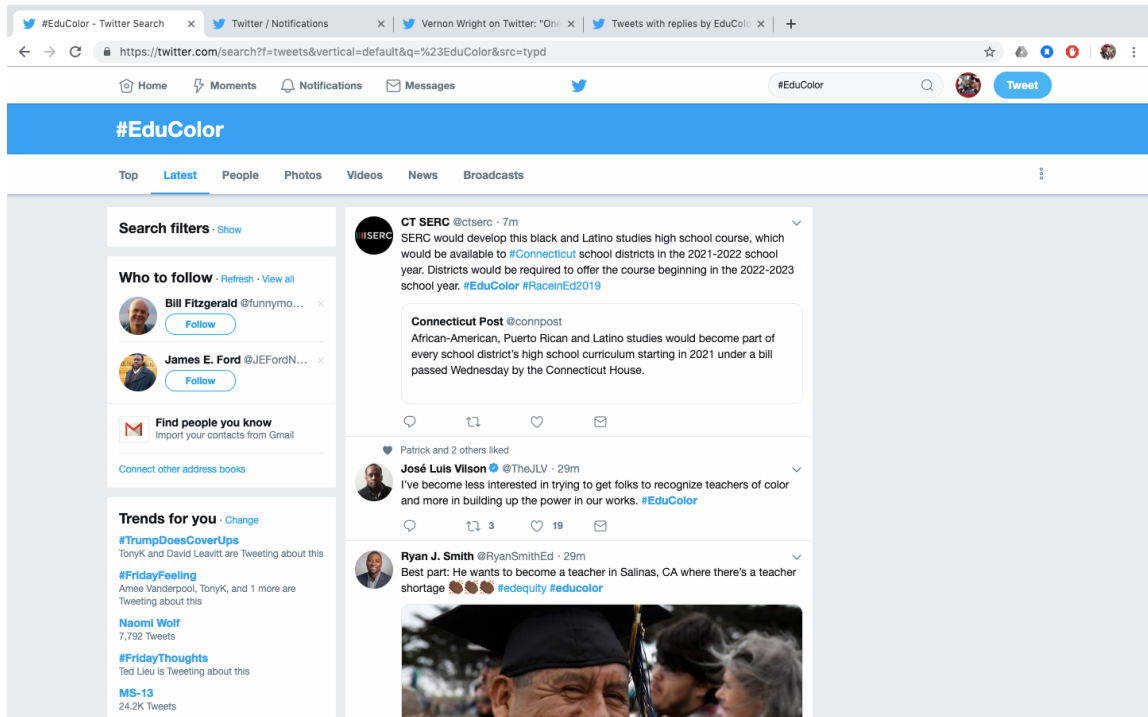 #EduColor - Twitter Search
Twitter / Notifications
Vernon Wright on Twitter: "One
Tweets with replies by EduColo
https://twitter.com/search?f=tweets&vertical=default&q=%23EduColor&src=typd
Home Moments Notifications Messages #EduColor Tweet
#EduColor
Top Latest People Photos Videos News Broadcasts
Search filters · Show
Who to follow · Refresh · View all
Bill Fitzgerald @funnymo...
Follow
James E. Ford @JEFordN...
Follow
Find people you know
Import your contacts from Gmail
Connect other address books
Trends for you · Change
#TrumpDoesCoverUps
TonyK and David Leavitt are Tweeting about this
#FridayFeeling
Amee Vanderpool, TonyK, and 1 more are
Tweeting about this
Naomi Wolf
7,792 Tweets
#FridayThoughts
Ted Lieu is Tweeting about this
MS-13
24.2K Tweets
SERC
CT SERC @ctserc · 7m
SERC would develop this black and Latino studies high school course, which
would be available to #Connecticut school districts in the 2021-2022 school
year. Districts would be required to offer the course beginning in the 2022-2023
school year. #EduColor #RaceinEd2019
Connecticut Post @connpost
African-American, Puerto Rican and Latino studies would become part of
every school district's high school curriculum starting in 2021 under a bill
passed Wednesday by the Connecticut House.
Patrick and 2 others liked
José Luis Vilson @TheJLV · 29m
I've become less interested in trying to get folks to recognize teachers of color
and more in building up the power in our works. #EduColor
3 19
Ryan J. Smith @RyanSmithEd · 29m
Best part: He wants to become a teacher in Salinas, CA where there's a teacher
shortage 👏🏾👏🏾👏🏾 #edequity #educolor